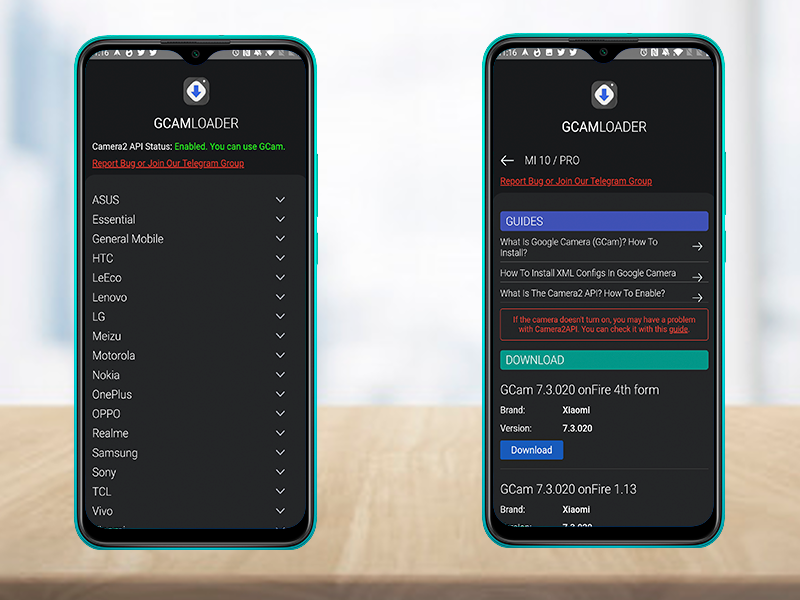 1:16
GCAMLOADER
Camera2 API Status: Enabled. You can use GCam.
Report Bug or Join Our Telegram Group
ASUS
Essential
General Mobile
HTC
LeEco
Lenovo
LG
Meizu
Motorola
Nokia
OnePlus
OPPO
Realme
Samsung
Sony
TCL
Vivo
1:16
GCAMLOADER
MI 10 / PRO
Report Bug or Join Our Telegram Group
GUIDES
What Is Google Camera (GCam)? How To
Install?
How To Install XML Configs In Google Camera
What Is The Camera2 API? How To Enable?
If the camera doesn't turn on, you may have a problem
with Camera2API. You can check it with this guide.
DOWNLOAD
GCam 7.3.020 onFire 4th form
Brand: Xiaomi
Version: 7.3.020
Download
GCam 7.3.020 onFire 1.13
Brand: Xiaomi
Version: 7.3.020